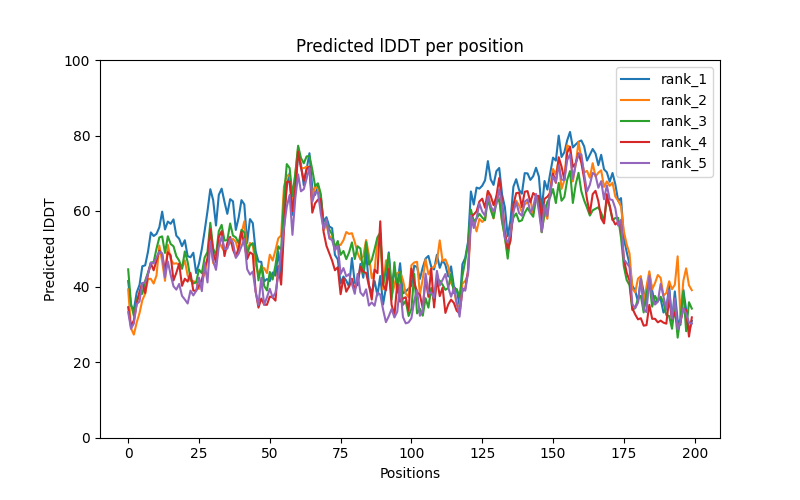 Predicted lDDT per position
Predicted lDDT
100
80
60
40
20
0
rank_1
rank_2
rank_3
rank_4
rank_5
0 25 50 75 100 125 150 175 200
Positions